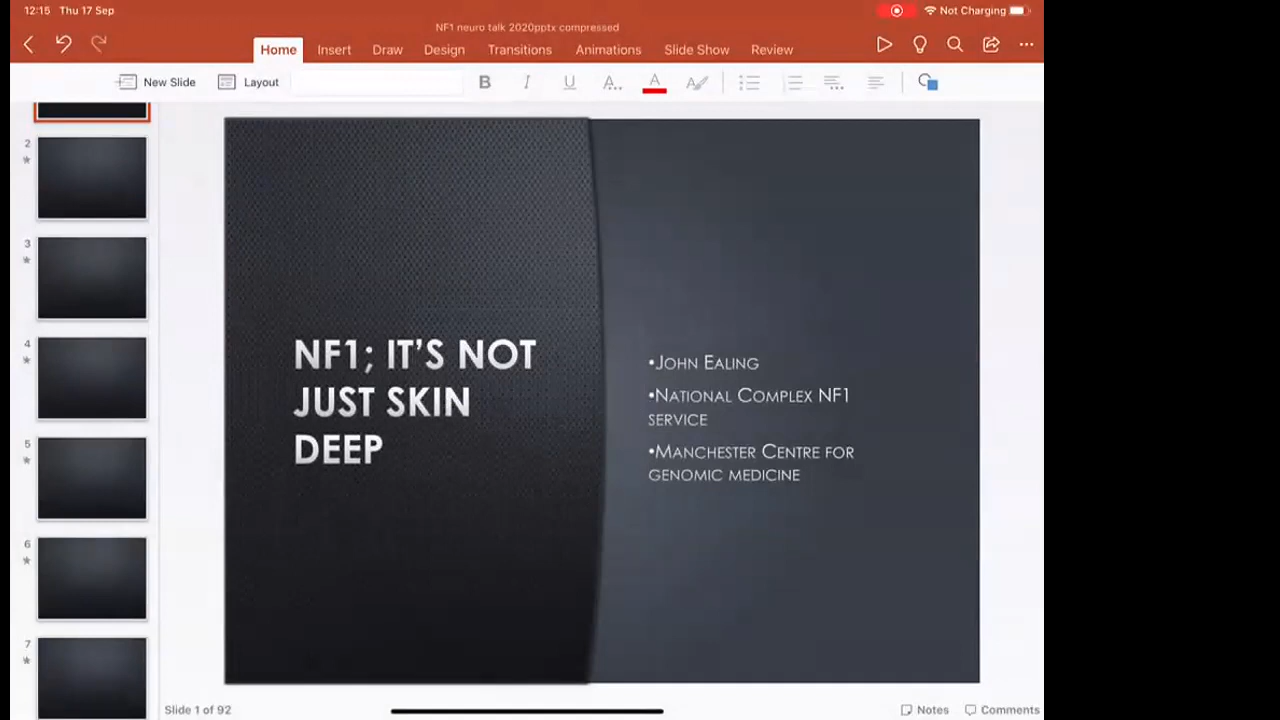 12:15 Thu 17 Sep
Not Charging
NF1 neuro talk 2020pptx compressed
Home Insert Draw Design Transitions Animations Slide Show Review
New Slide Layout B I U A... A
2
3
4
5
6
7
NF1; IT'S NOT
JUST SKIN
DEEP
•JOHN EALING
•NATIONAL COMPLEX NF1
SERVICE
•MANCHESTER CENTRE FOR
GENOMIC MEDICINE
Slide 1 of 92
Notes Comments